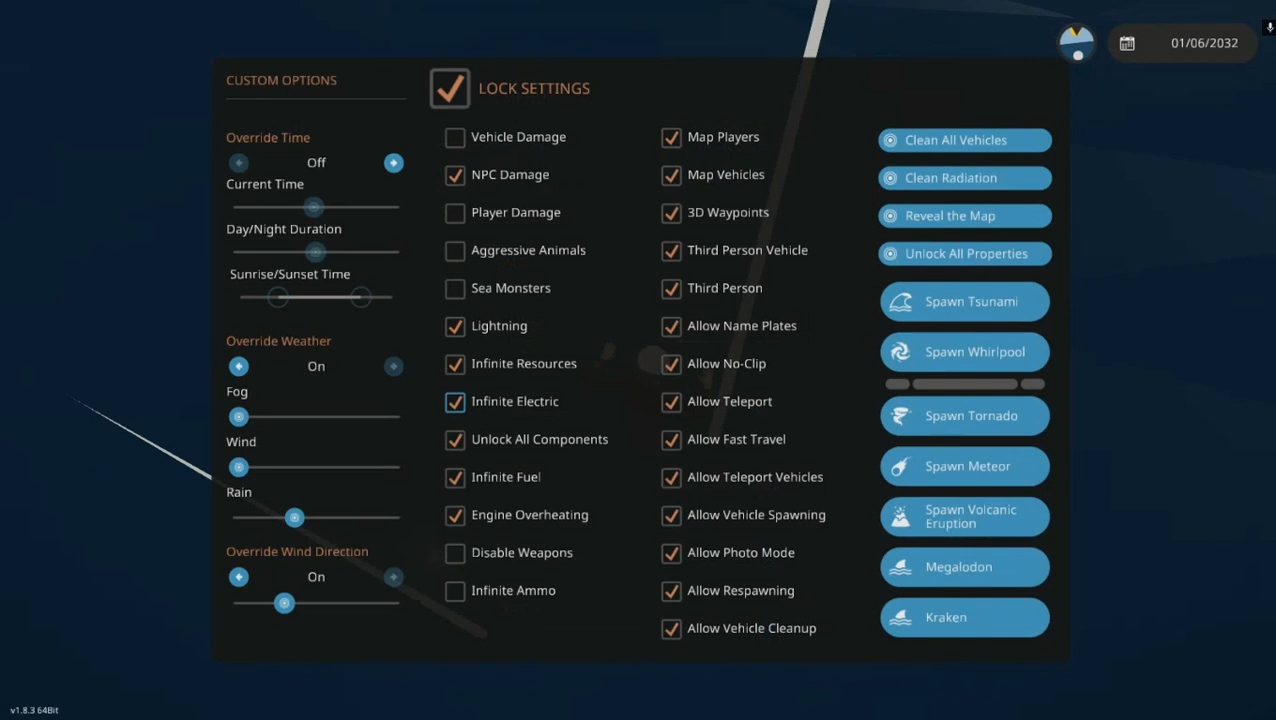 01/06/2032
CUSTOM OPTIONS
LOCK SETTINGS
Override Time
Off
Current Time
Day/Night Duration
Sunrise/Sunset Time
Override Weather
On
Fog
Wind
Rain
Override Wind Direction
On
Vehicle Damage
NPC Damage
Player Damage
Aggressive Animals
Sea Monsters
Lightning
Infinite Resources
Infinite Electric
Unlock All Components
Infinite Fuel
Engine Overheating
Disable Weapons
Infinite Ammo
Map Players
Map Vehicles
3D Waypoints
Third Person Vehicle
Third Person
Allow Name Plates
Allow No-Clip
Allow Teleport
Allow Fast Travel
Allow Teleport Vehicles
Allow Vehicle Spawning
Allow Photo Mode
Allow Respawning
Allow Vehicle Cleanup
Clean All Vehicles
Clean Radiation
Reveal the Map
Unlock All Properties
Spawn Tsunami
Spawn Whirlpool
Spawn Tornado
Spawn Meteor
Spawn Volcanic
Eruption
Megalodon
Kraken
v1.8.3 64Bit